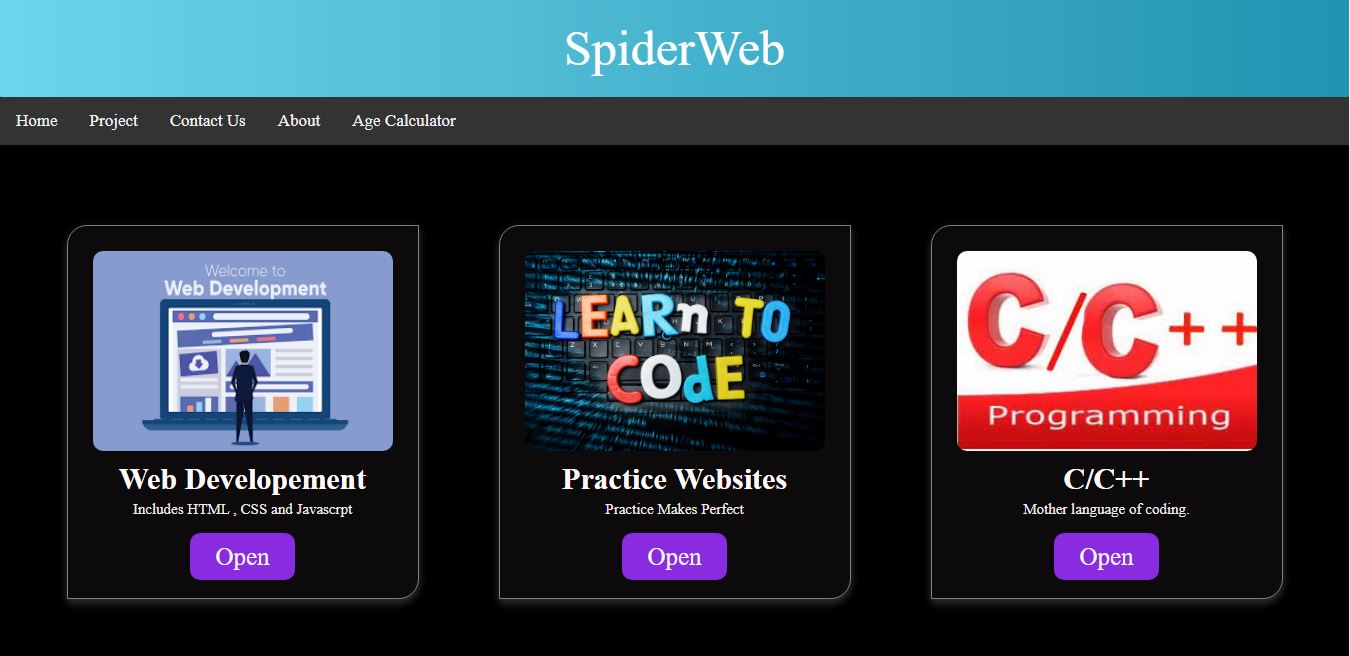 SpiderWeb
Home Project Contact Us About Age Calculator
Welcome to
Web Development
LEARn TO
COdE
C/C++
Programming
Web Developement
Includes HTML , CSS and Javascrpt
Open
Practice Websites
Practice Makes Perfect
Open
C/C++
Mother language of coding.
Open